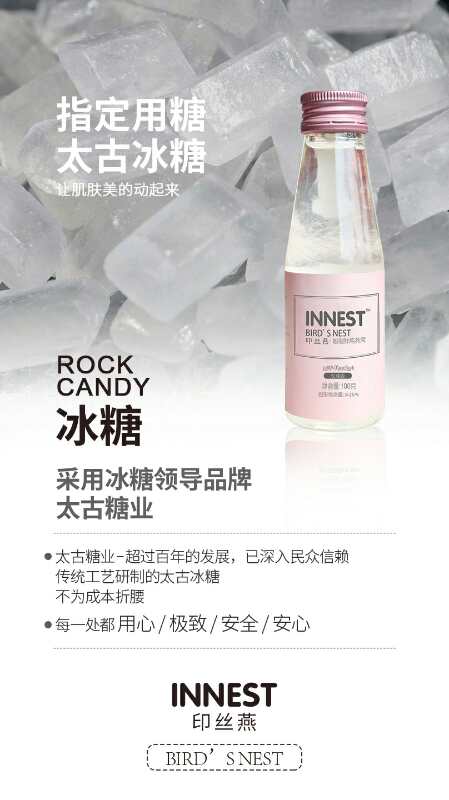 指定用糖
太古冰糖
让肌肤美的动起来
INNEST™
BIRD'S NEST
印丝燕
净含量:100克
ROCK
CANDY
冰糖
采用冰糖领导品牌
太古糖业
●太古糖业-超过百年的发展，已深入民众信赖
传统工艺研制的太古冰糖
不为成本折腰
●每一处都 用心 / 极致 / 安全 / 安心
INNEST
印丝燕
BIRD'S NEST